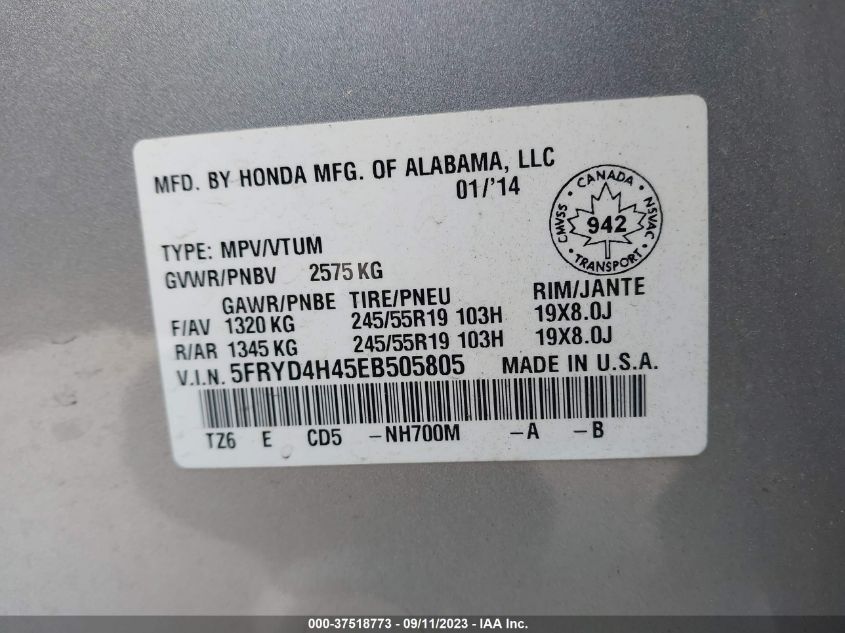 MFD. BY HONDA MFG. OF ALABAMA, LLC
01/'14
CANADA
CMVSS 942 NSVAC
TRANSPORT
TYPE: MPV/VTUM
GVWR/PNBV 2575 KG
GAWR/PNBE TIRE/PNEU RIM/JANTE
F/AV 1320 KG 245/55R19 103H 19X8.0J
R/AR 1345 KG 245/55R19 103H 19X8.0J
V.I.N. 5FRYD4H45EB505805 MADE IN U.S.A.
TZ6 E CD5 -NH700M -A -B
000-37518773 - 09/11/2023 - IAA Inc.